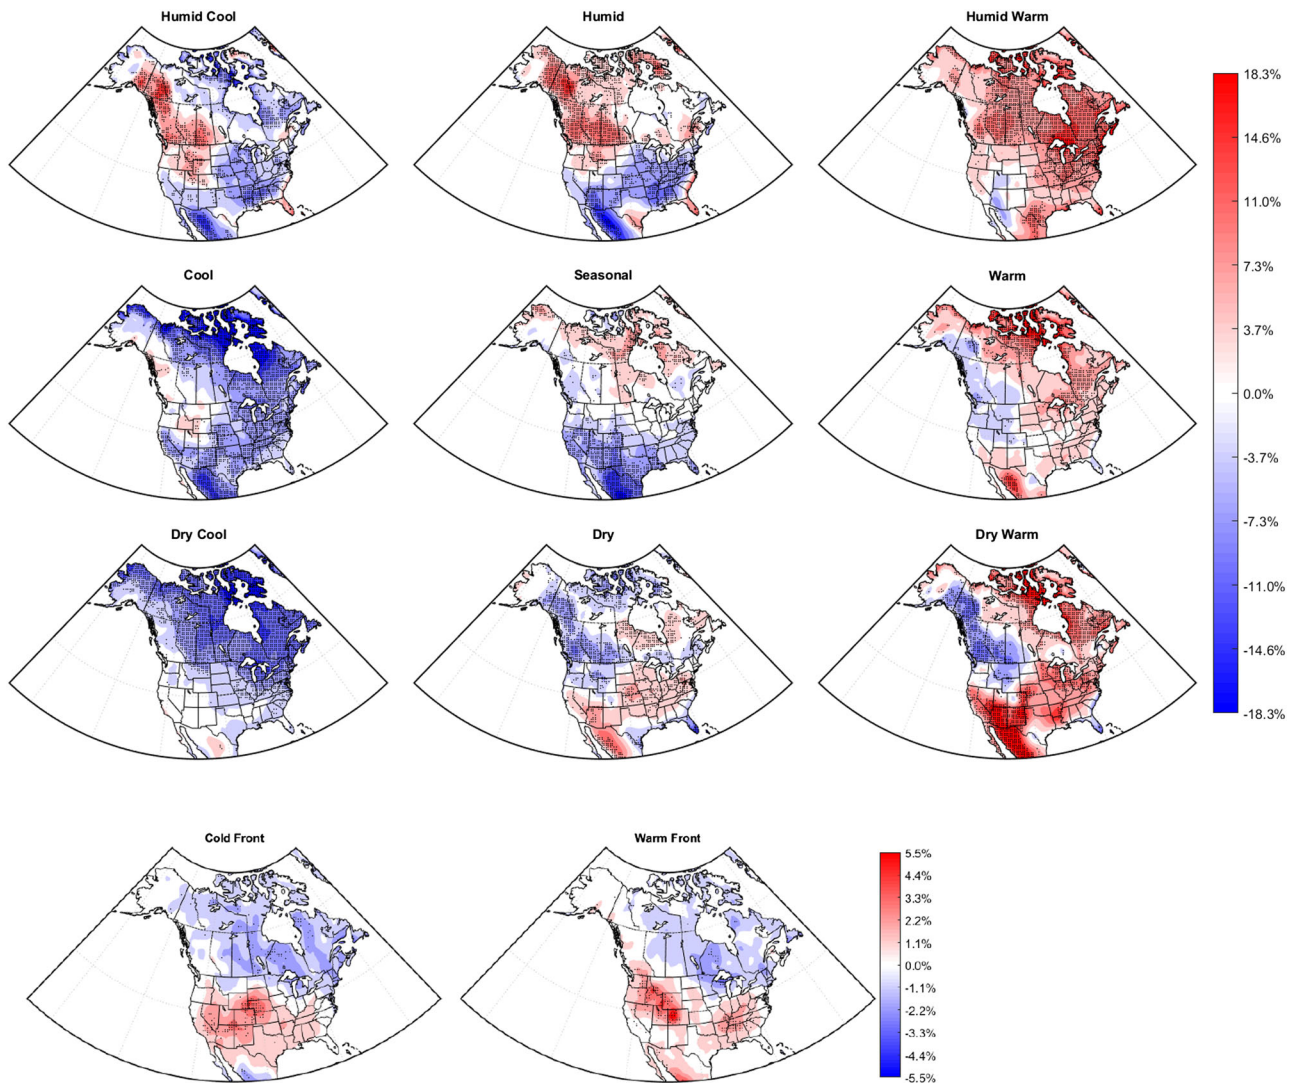 Humid Cool
Humid
Humid Warm
18.3%
14.6%
11.0%
7.3%
3.7%
0.0%
-3.7%
-7.3%
-11.0%
-14.6%
-18.3%
Cool
Seasonal
Warm
Dry Cool
Dry
Dry Warm
Cold Front
Warm Front
5.5%
4.4%
3.3%
2.2%
1.1%
0.0%
-1.1%
-2.2%
-3.3%
-4.4%
-5.5%